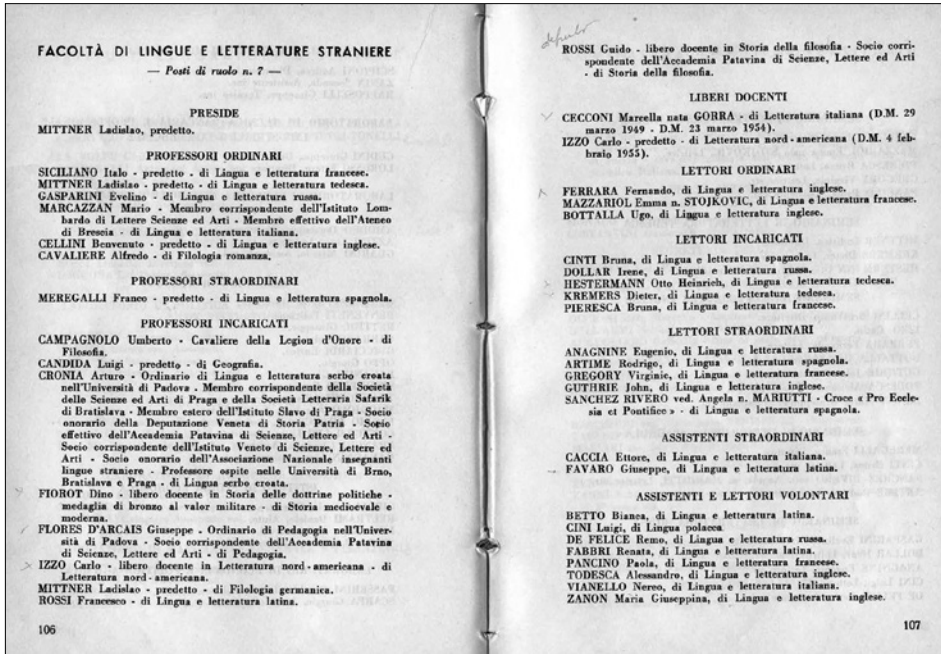 FACOLTÀ DI LINGUE E LETTERATURE STRANIERE
— Posti di ruolo n. 7 —
PRESIDE
MITTNER Ladislao, predetto.
PROFESSORI ORDINARI
SICILIANO Italo - predetto - di Lingua e letteratura francese.
MITTNER Ladislao - predetto - di Lingua e letteratura tedesca.
GASPARINI Evelino - di Lingua e letteratura russa.
MARCAZZAN Mario - Membro corrispondente dell'Istituto Lom-
bardo di Lettere Scienze ed Arti - Membro effettivo dell'Ateneo
di Brescia - di Lingua e letteratura italiana.
CELLINI Benvenuto - predetto - di Lingua e letteratura inglese.
CAVALIERE Alfredo - di Filologia romanza.
PROFESSORI STRAORDINARI
MEREGALLI Franco - predetto - di Lingua e letteratura spagnola.
PROFESSORI INCARICATI
CAMPAGNOLO Umberto - Cavaliere della Legion d'Onore - di
Filosofia.
CANDIDA Luigi - predetto - di Geografia.
CRONIA Arturo - Ordinario di Lingua e letteratura serbo croata
nell'Università di Padova - Membro corrispondente della Società
delle Scienze ed Arti di Praga e della Società Letteraria Safarik
di Bratislava - Membro estero dell'Istituto Slavo di Praga - Socio
onorario della Deputazione Veneta di Storia Patria - Socio
effettivo dell'Accademia Patavina di Scienze, Lettere ed Arti -
Socio corrispondente dell'Istituto Veneto di Scienze, Lettere ed
Arti - Socio onorario dell'Associazione Nazionale insegnanti
lingue straniere - Professore ospite nelle Università di Brno,
Bratislava e Praga - di Lingua serbo croata.
FIOROT Dino - libero docente in Storia delle dottrine politiche -
medaglia di bronzo al valor militare - di Storia medioevale e
moderna.
FLORES D'ARCAIS Giuseppe - Ordinario di Pedagogia nell'Univer-
sità di Padova - Socio corrispondente dell'Accademia Patavina
di Scienze, Lettere ed Arti - di Pedagogia.
IZZO Carlo - libero docente in Letteratura nord-americana - di
Letteratura nord-americana.
MITTNER Ladislao - predetto - di Filologia germanica.
ROSSI Francesco - di Lingua e letteratura latina.
106
ROSSI Guido - libero docente in Storia della filosofia - Socio corri-
spondente dell'Accademia Patavina di Scienze, Lettere ed Arti
- di Storia della filosofia.
LIBERI DOCENTI
CECCONI Marcella nata GORRA - di Letteratura italiana (D.M. 29
marzo 1949 - D.M. 23 marzo 1954).
IZZO Carlo - predetto - di Letteratura nord-americana (D.M. 4 feb-
braio 1955).
LETTORI ORDINARI
FERRARA Fernando, di Lingua e letteratura inglese.
MAZZARIOL Emma n. STOJKOVIC, di Lingua e letteratura francese.
BOTTALLA Ugo, di Lingua e letteratura inglese.
LETTORI INCARICATI
CINTI Bruna, di Lingua e letteratura spagnola.
DOLLAR Irene, di Lingua e letteratura russa.
HESTERMANN Otto Heinrich, di Lingua e letteratura tedesca.
KREMERS Dieter, di Lingua e letteratura tedesca.
PIERESCA Bruna, di Lingua e letteratura francese.
LETTORI STRAORDINARI
ANAGNINE Eugenio, di Lingua e letteratura russa.
ARTIME Rodrigo, di Lingua e letteratura spagnola.
GREGORY Virginie, di Lingua e letteratura francese.
GUTHRIE John, di Lingua e letteratura inglese.
SANCHEZ RIVERO ved. Angela n. MARIUTTI - Croce « Pro Eccle-
sia et Pontifice » - di Lingua e letteratura spagnola.
ASSISTENTI STRAORDINARI
CACCIA Ettore, di Lingua e letteratura italiana.
FAVARO Giuseppe, di Lingua e letteratura latina.
ASSISTENTI E LETTORI VOLONTARI
BETTO Bianca, di Lingua e letteratura latina.
CINI Luigi, di Lingua polacca
DE FELICE Remo, di Lingua e letteratura russa.
FABBRI Renata, di Lingua e letteratura latina.
PANCINO Paola, di Lingua e letteratura francese.
TODESCA Alessandro, di Lingua e letteratura inglese.
VIANELLO Nereo, di Lingua e letteratura italiana.
ZANON Maria Giuseppina, di Lingua e letteratura inglese.
107